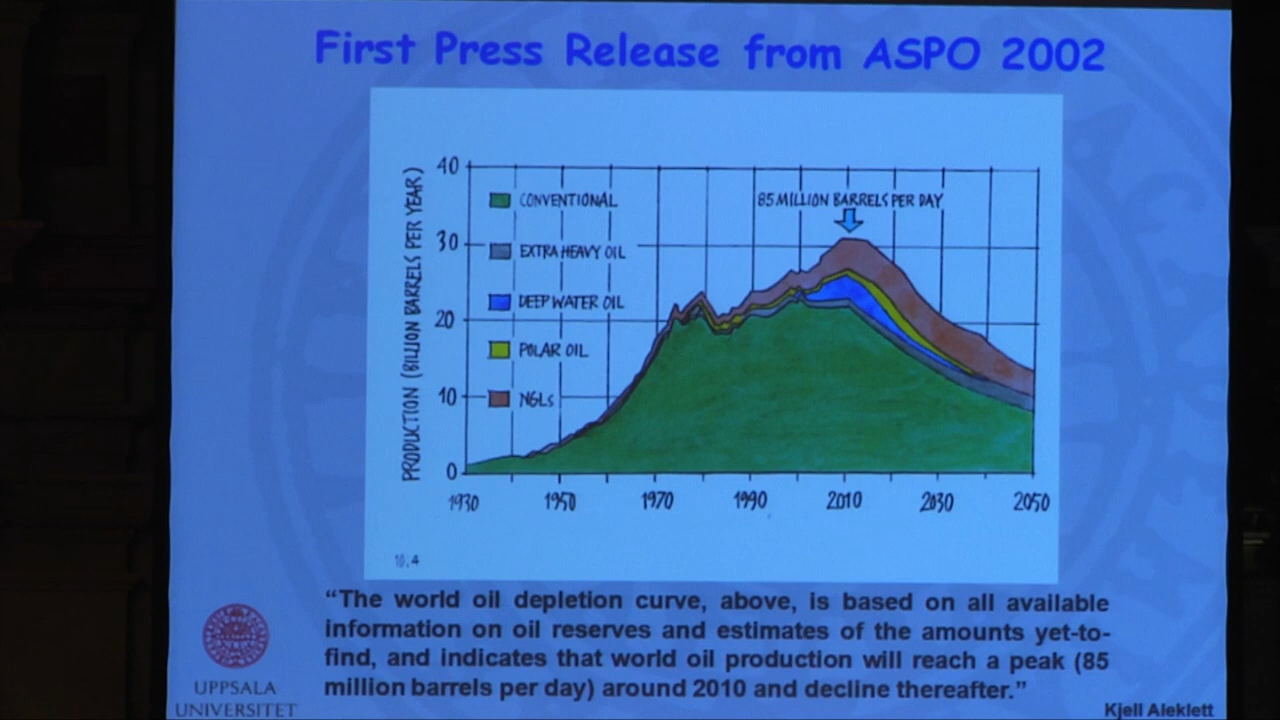 First Press Release from ASPO 2002
PRODUCTION (BILLION BARRELS PER YEAR)
40
30
20
10
0
CONVENTIONAL
EXTRA HEAVY OIL
DEEP WATER OIL
POLAR OIL
NGLs
85 MILLION BARRELS PER DAY
1930
1950
1970
1990
2010
2030
2050
10.4
“The world oil depletion curve, above, is based on all available
information on oil reserves and estimates of the amounts yet-to-
find, and indicates that world oil production will reach a peak (85
million barrels per day) around 2010 and decline thereafter.”
UPPSALA
UNIVERSITET
Kjell Aleklett